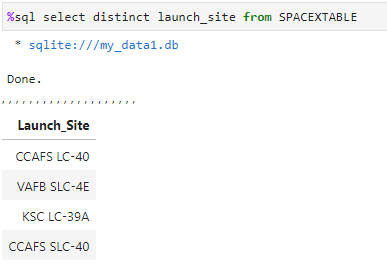 %sql select distinct launch_site from SPACEXTABLE
* sqlite:///my_data1.db
Done.
, , , , , , , , , , , , , , , , , , , ,
Launch_Site
CCAFS LC-40
VAFB SLC-4E
KSC LC-39A
CCAFS SLC-40